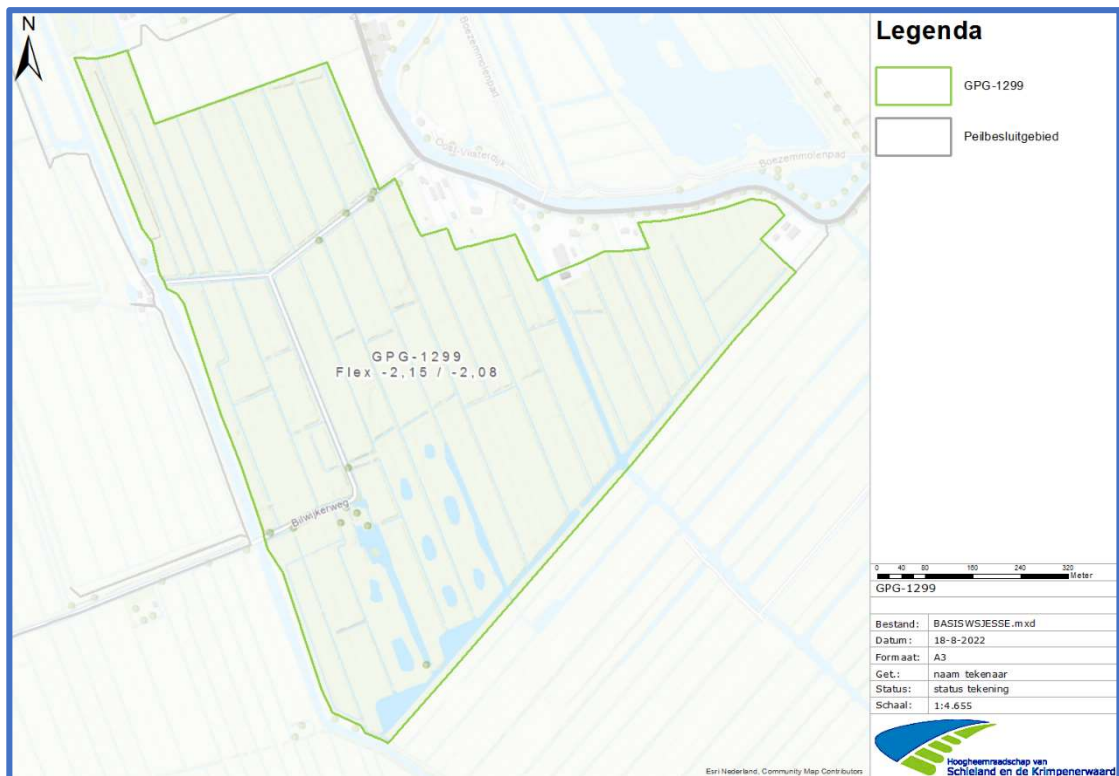 N
Boezemmolenpad
Oost-Vlisterdijk
Boezemmolenpad
GPG-1299
Flex -2,15 / -2,08
Bilwijkerweg
Esri Nederland, Community Map Contributors
Legenda
GPG-1299
Peilbesluitgebied
0 40 80 160 240 320
Meter
GPG-1299
Bestand: BASISWSJESSE.mxd
Datum: 18-8-2022
Formaat: A3
Get.: naam tekenaar
Status: status tekening
Schaal: 1:4.655
Hoogheemraadschap van
Schieland en de Krimpenerwaard